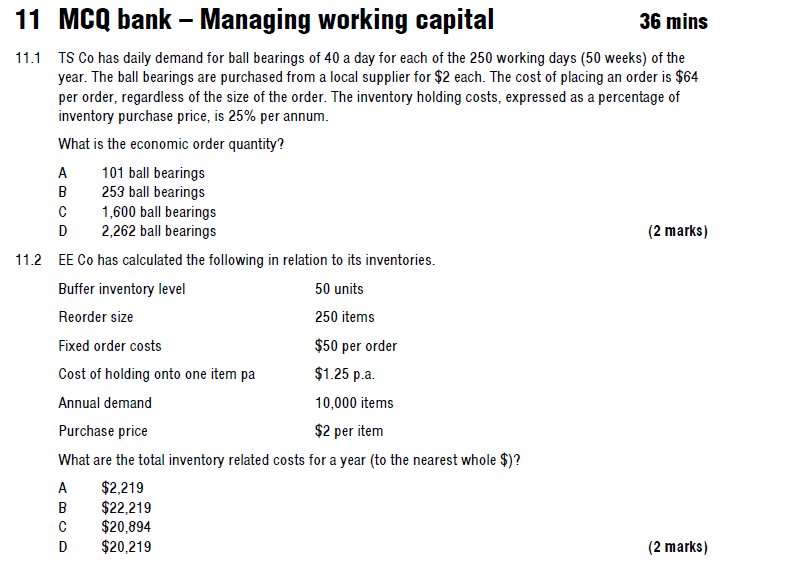 11 MCQ bank – Managing working capital 36 mins
11.1 TS Co has daily demand for ball bearings of 40 a day for each of the 250 working days (50 weeks) of the
year. The ball bearings are purchased from a local supplier for $2 each. The cost of placing an order is $64
per order, regardless of the size of the order. The inventory holding costs, expressed as a percentage of
inventory purchase price, is 25% per annum.
What is the economic order quantity?
A 101 ball bearings
B 253 ball bearings
C 1,600 ball bearings
D 2,262 ball bearings (2 marks)
11.2 EE Co has calculated the following in relation to its inventories.
Buffer inventory level 50 units
Reorder size 250 items
Fixed order costs $50 per order
Cost of holding onto one item pa $1.25 p.a.
Annual demand 10,000 items
Purchase price $2 per item
What are the total inventory related costs for a year (to the nearest whole $)?
A $2,219
B $22,219
C $20,894
D $20,219 (2 marks)